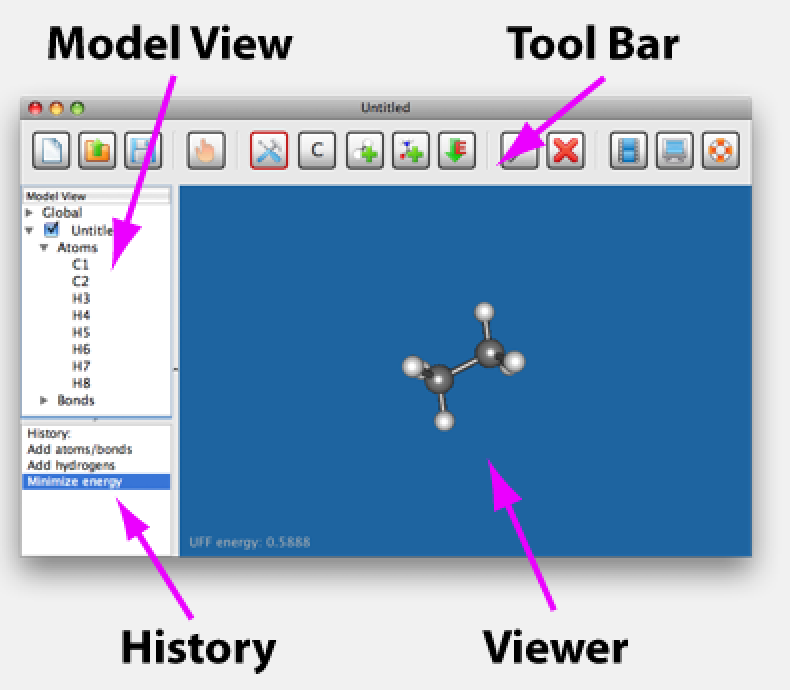 Model View
Tool Bar
Untitled
C
E
Model View
Global
Untitle
Atoms
C1
C2
H3
H4
H5
H6
H7
H8
Bonds
History:
Add atoms/bonds
Add hydrogens
Minimize energy
UFF energy: 0.5888
History
Viewer